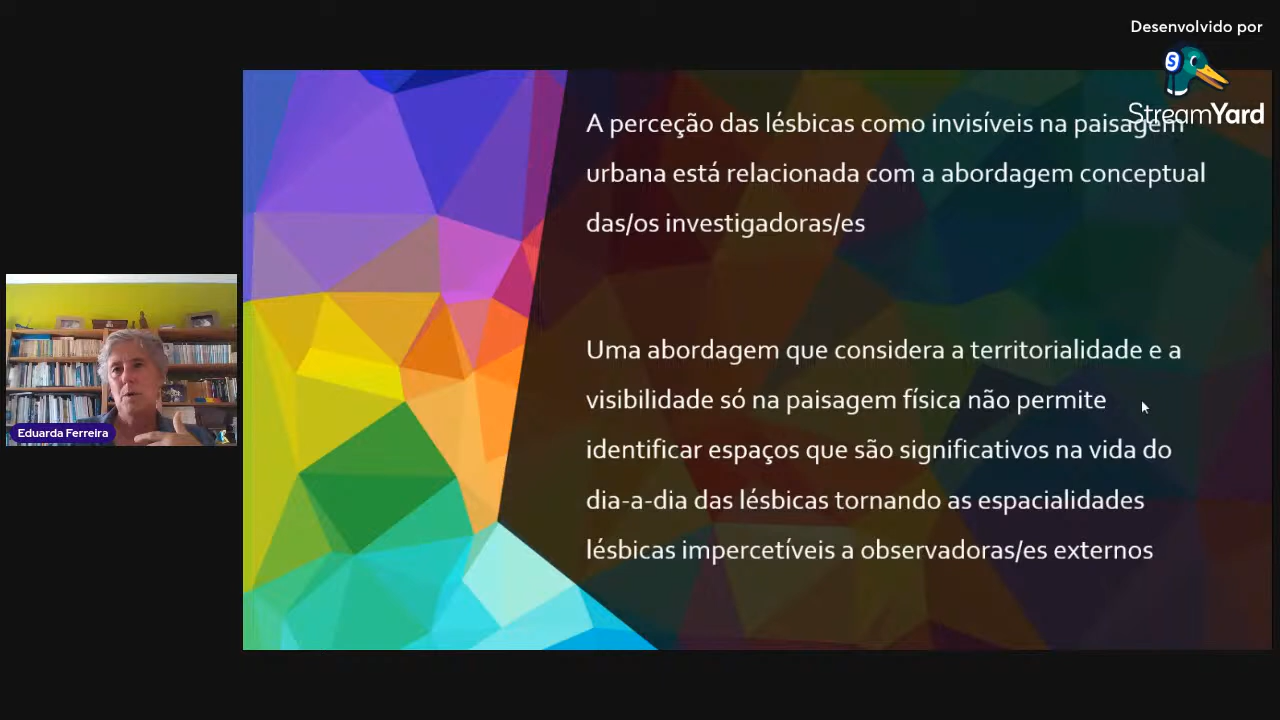 Desenvolvido por
StreamYard
A perceção das lésbicas como invisíveis na paisagem
urbana está relacionada com a abordagem conceptual
das/os investigadoras/es
Uma abordagem que considera a territorialidade e a
visibilidade só na paisagem física não permite
identificar espaços que são significativos na vida do
dia-a-dia das lésbicas tornando as espacialidades
lésbicas impercetíveis a observadoras/es externos
Eduarda Ferreira